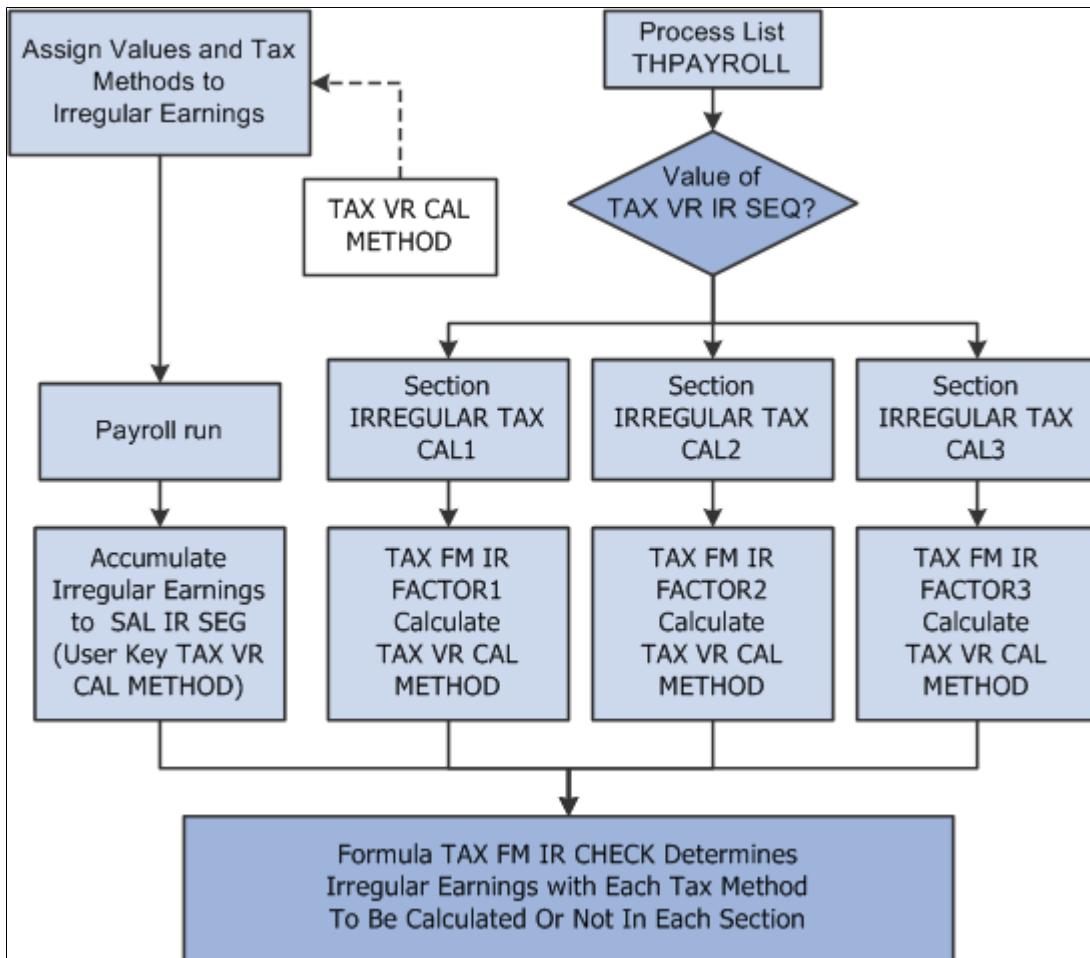 Assign Values and Tax
Methods to
Irregular Earnings
Process List
THPAYROLL
Value of
TAX VR IR SEQ?
TAX VR CAL
METHOD
Payroll run
Section
IRREGULAR TAX
CAL1
Section
IRREGULAR TAX
CAL2
Section
IRREGULAR TAX
CAL3
Accumulate
Irregular Earnings
to SAL IR SEG
(User Key TAX VR
CAL METHOD)
TAX FM IR
FACTOR1
Calculate
TAX VR CAL
METHOD
TAX FM IR
FACTOR2
Calculate
TAX VR CAL
METHOD
TAX FM IR
FACTOR3
Calculate
TAX VR CAL
METHOD
Formula TAX FM IR CHECK Determines
Irregular Earnings with Each Tax Method
To Be Calculated Or Not In Each Section